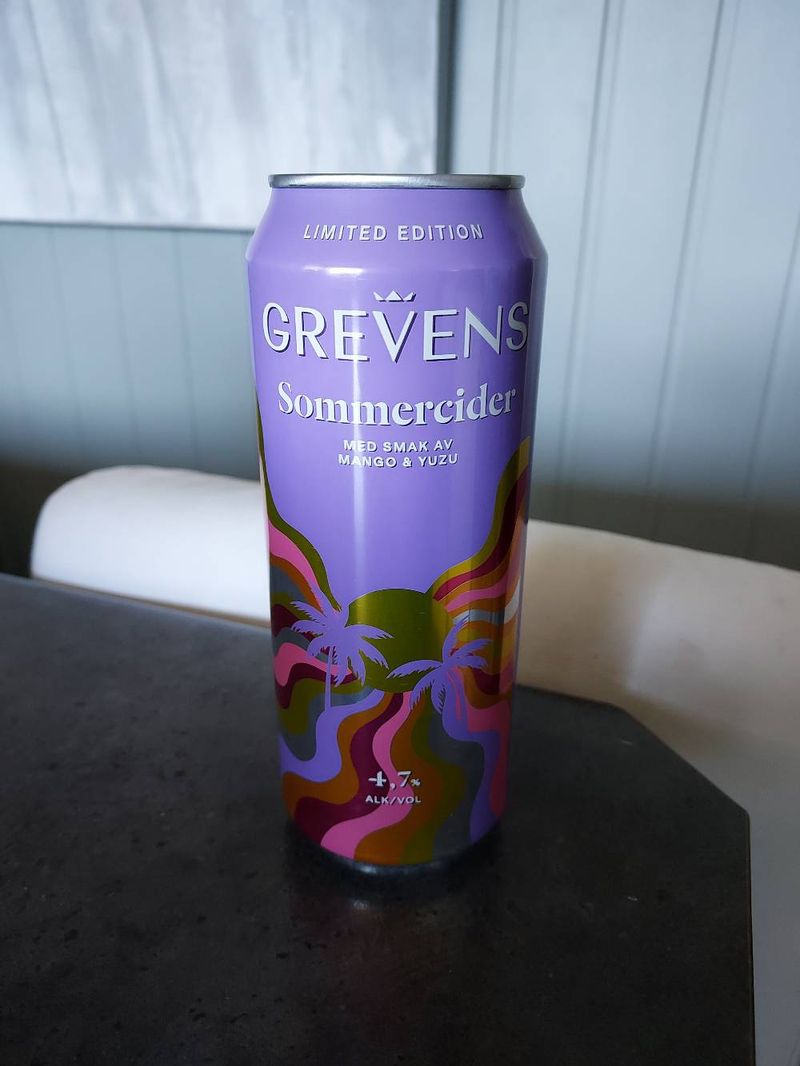 LIMITED EDITION
GREVENS
Sommercider
MED SMAK AV
MANGO & YUZU
4,7%
ALK/VOL